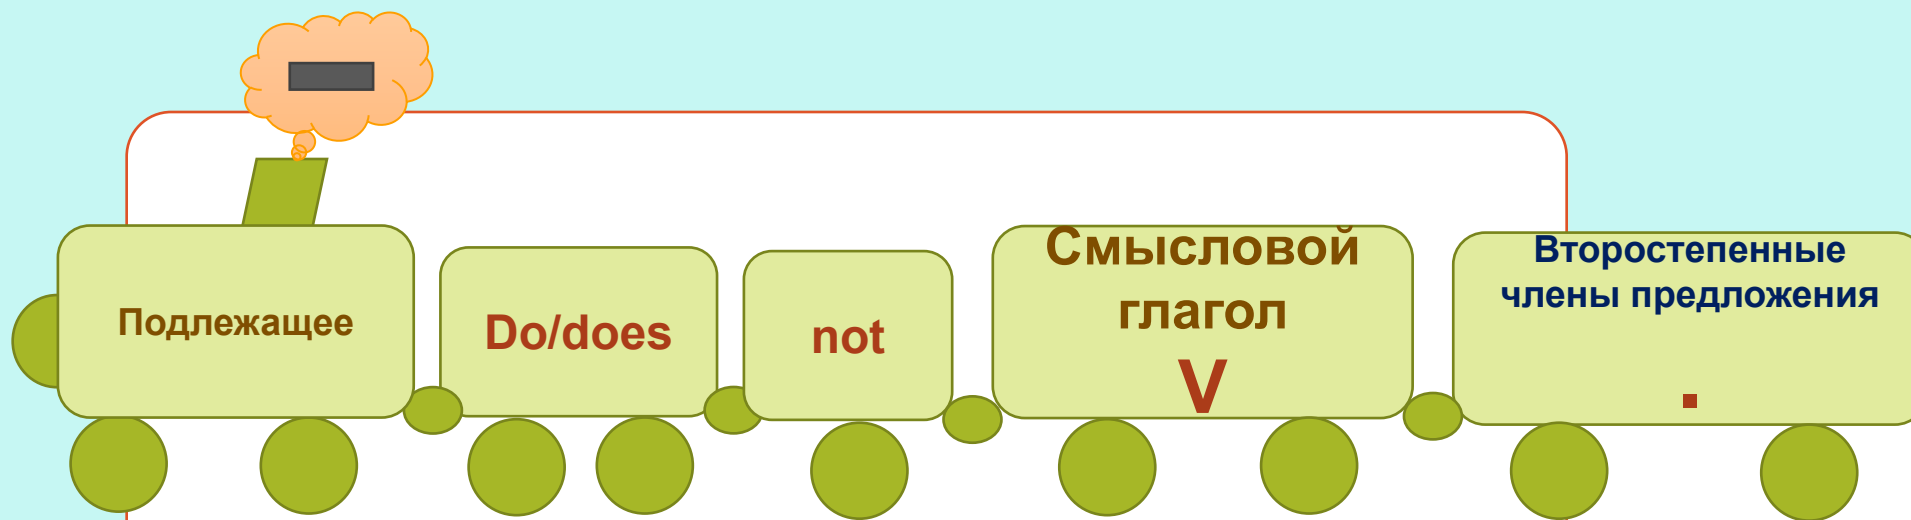 Подлежащее
Do/does
not
Смысловой
глагол
V
Второстепенные
члены предложения
.